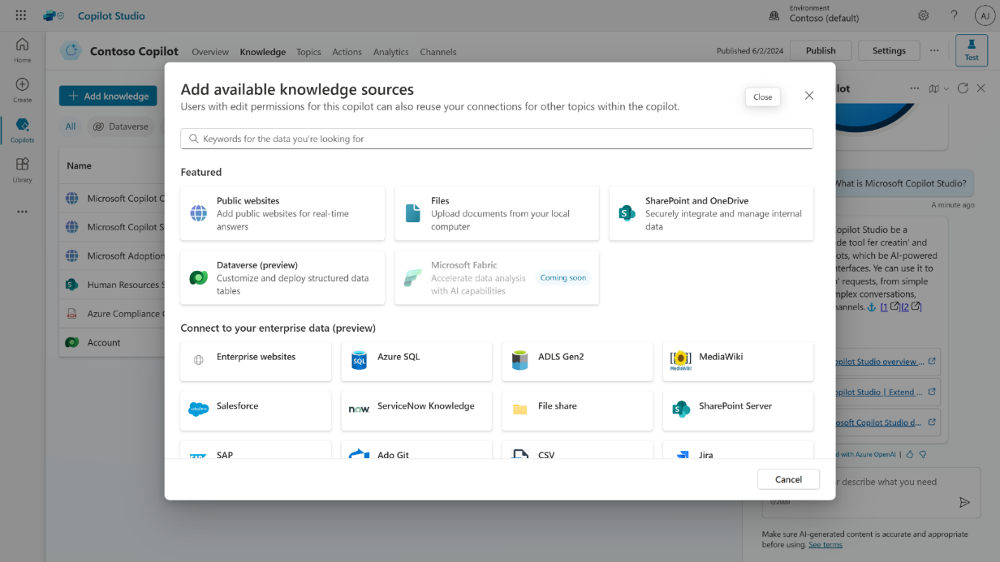 Copilot Studio
Environment
Contoso (default)
AJ
Home
Create
Copilots
Library
Contoso Copilot
Overview
Knowledge
Topics
Actions
Analytics
Channels
Published 6/2/2024
Publish
Settings
Test
Add knowledge
All
Dataverse
Name
Microsoft Copilot C
Microsoft Copilot S
Microsoft Adoption
Human Resources S
Azure Compliance
Account
Add available knowledge sources
Users with edit permissions for this copilot can also reuse your connections for other topics within the copilot.
Close
Keywords for the data you're looking for
Featured
Public websites
Add public websites for real-time
answers
Files
Upload documents from your local
computer
SharePoint and OneDrive
Securely integrate and manage internal
data
Dataverse (preview)
Customize and deploy structured data
tables
Microsoft Fabric
Accelerate data analysis
with AI capabilities
Coming soon
Connect to your enterprise data (preview)
Enterprise websites
Azure SQL
SQL
ADLS Gen2
MediaWiki
MediaWiki
Salesforce
salesforce
ServiceNow Knowledge
now
File share
SharePoint Server
SAP
Ado Git
CSV
Jira
Cancel
What is Microsoft Copilot Studio?
A minute ago
opilot Studio be a
de tool fer creatin' and
ots, which be AI-powered
nterfaces. Ye can use it to
o' requests, from simple
mplex conversations,
hannels. [1 ][2 ]
opilot Studio overview ...
opilot Studio | Extend ...
osoft Copilot Studio d...
d with Azure OpenAI |
r describe what you need
0/2000
Make sure AI-generated content is accurate and appropriate
before using. See terms